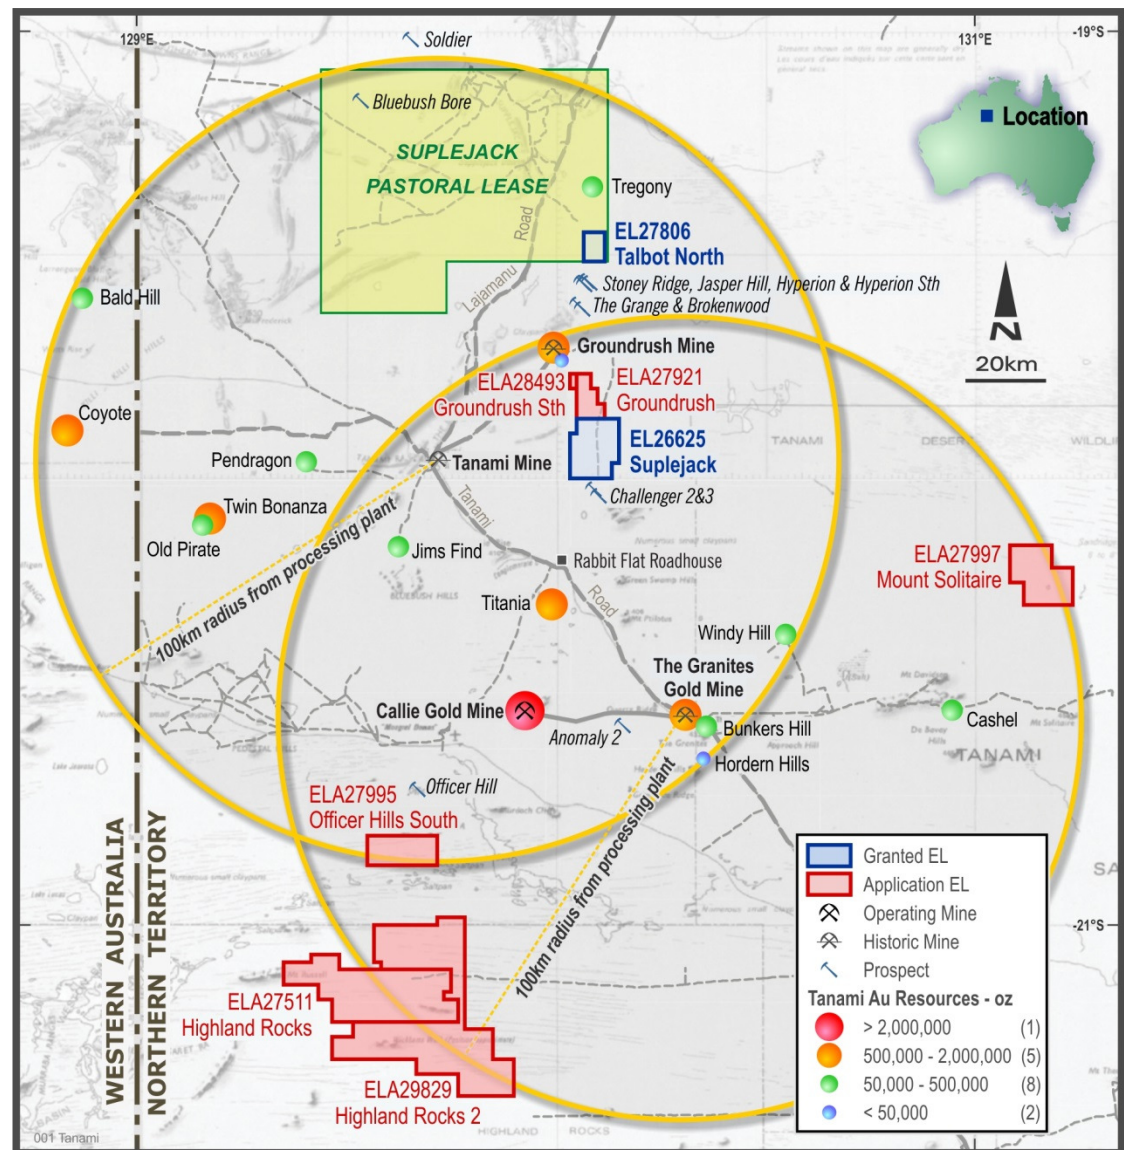 129°E
131°E
-19°S
Soldier
Bluebush Bore
SUPLEJACK
PASTORAL LEASE
Tregony
Location
EL27806
Talbot North
Road
Lajamanu
Stoney Ridge, Jasper Hill, Hyperion & Hyperion Sth
The Grange & Brokenwood
Bald Hill
N
20km
Groundrush Mine
ELA28493
Groundrush Sth
ELA27921
Groundrush
Coyote
EL26625
Suplejack
TANAMI
DESERT
Pendragon
Tanami Mine
Challenger 2&3
Twin Bonanza
Old Pirate
Tanami
Jims Find
Rabbit Flat Roadhouse
ELA27997
Mount Solitaire
100km radius from processing plant
BLUEBUSH HILLS
Titania
Road
Windy Hill
The Granites
Gold Mine
Callie Gold Mine
Anomaly 2
Bunkers Hill
Cashel
Hordern Hills
TANAMI
Officer Hill
ELA27995
Officer Hills South
100km radius from processing plant
WESTERN AUSTRALIA
NORTHERN TERRITORY
-21°S
ELA27511
Highland Rocks
ELA29829
Highland Rocks 2
Granted EL
Application EL
Operating Mine
Historic Mine
Prospect
Tanami Au Resources - oz
> 2,000,000 (1)
500,000 - 2,000,000 (5)
50,000 - 500,000 (8)
< 50,000 (2)
001 Tanami
HIGHLAND ROCKS